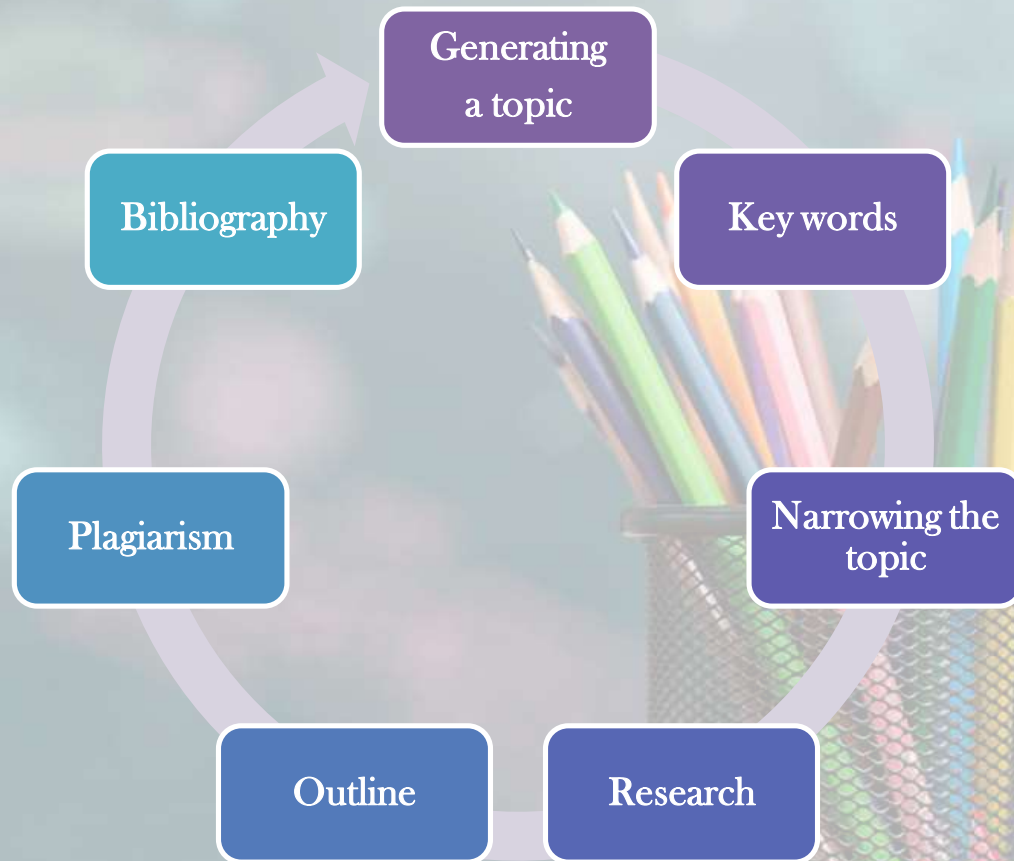 Generating
a topic
Key words
Narrowing the
topic
Research
Outline
Plagiarism
Bibliography